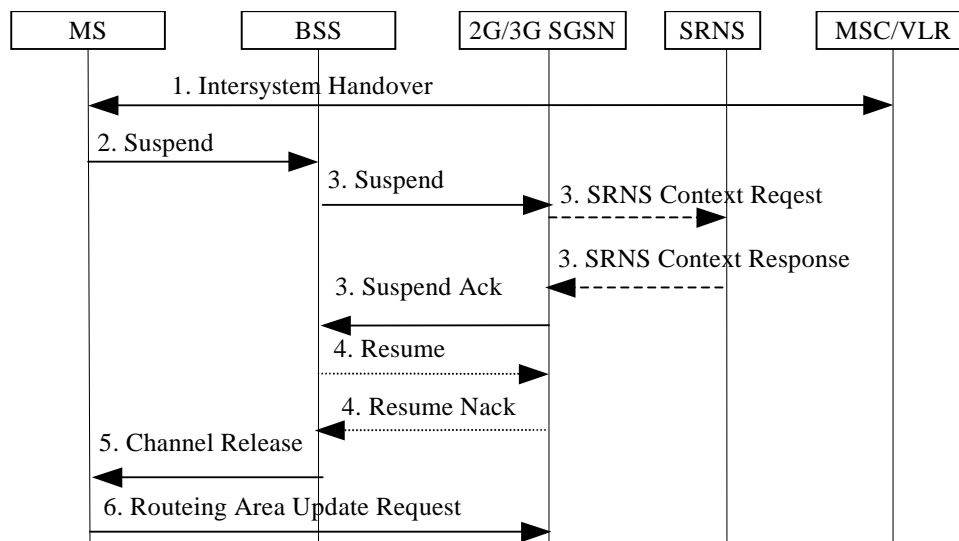 MS
BSS
2G/3G SGSN
SRNS
MSC/VLR
1. Intersystem Handover
2. Suspend
3. Suspend
3. SRNS Context Reqest
3. SRNS Context Response
3. Suspend Ack
4. Resume
4. Resume Nack
5. Channel Release
6. Routeing Area Update Request